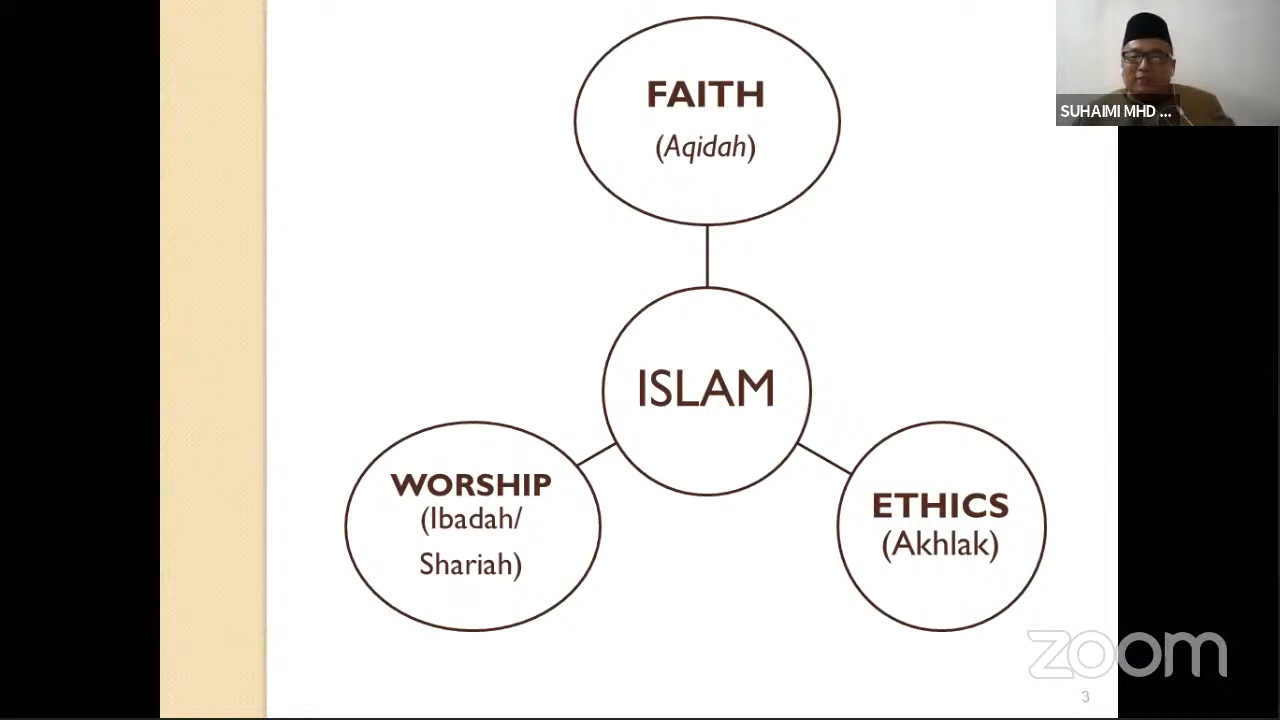 FAITH
(Aqidah)
SUHAIMI MHD ...
ISLAM
WORSHIP
(Ibadah/
Shariah)
ETHICS
(Akhlak)
zoom
3